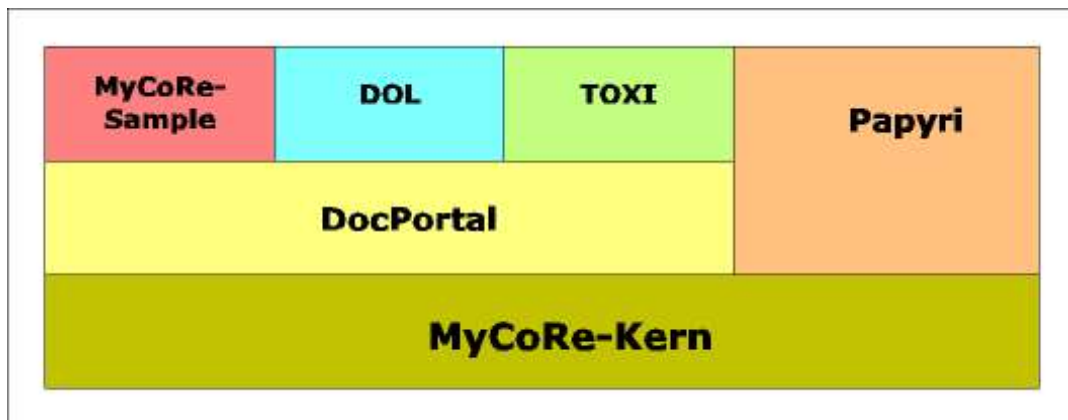 MyCoRe-
Sample
DOL
TOXI
Papyri
DocPortal
MyCoRe-Kern